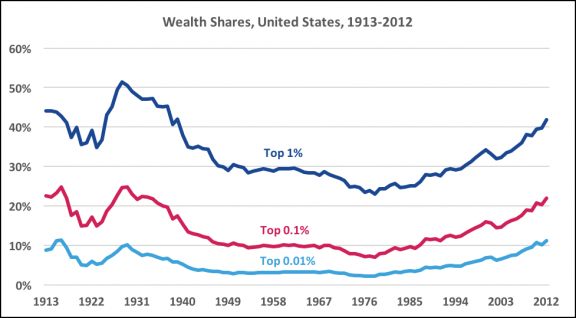 Wealth Shares, United States, 1913-2012
60%
50%
40%
30%
20%
10%
0%
Top 1%
Top 0.1%
Top 0.01%
1913 1922 1931 1940 1949 1958 1967 1976 1985 1994 2003 2012